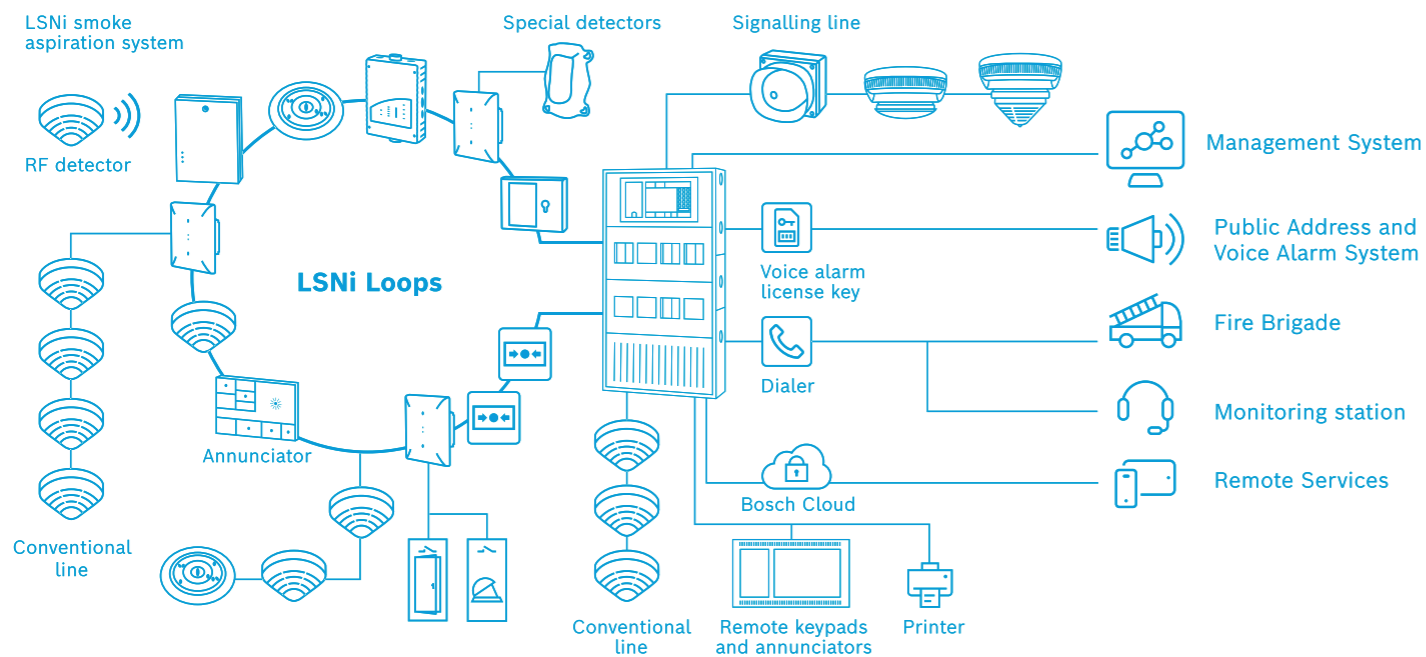 LSNi smoke
aspiration system
Special detectors
Signalling line
RF detector
Management System
Public Address and
Voice Alarm System
Voice alarm
license key
LSNi Loops
Fire Brigade
Dialer
Monitoring station
Annunciator
Remote Services
Bosch Cloud
Conventional
line
Conventional
line
Remote keypads
and annunciators
Printer